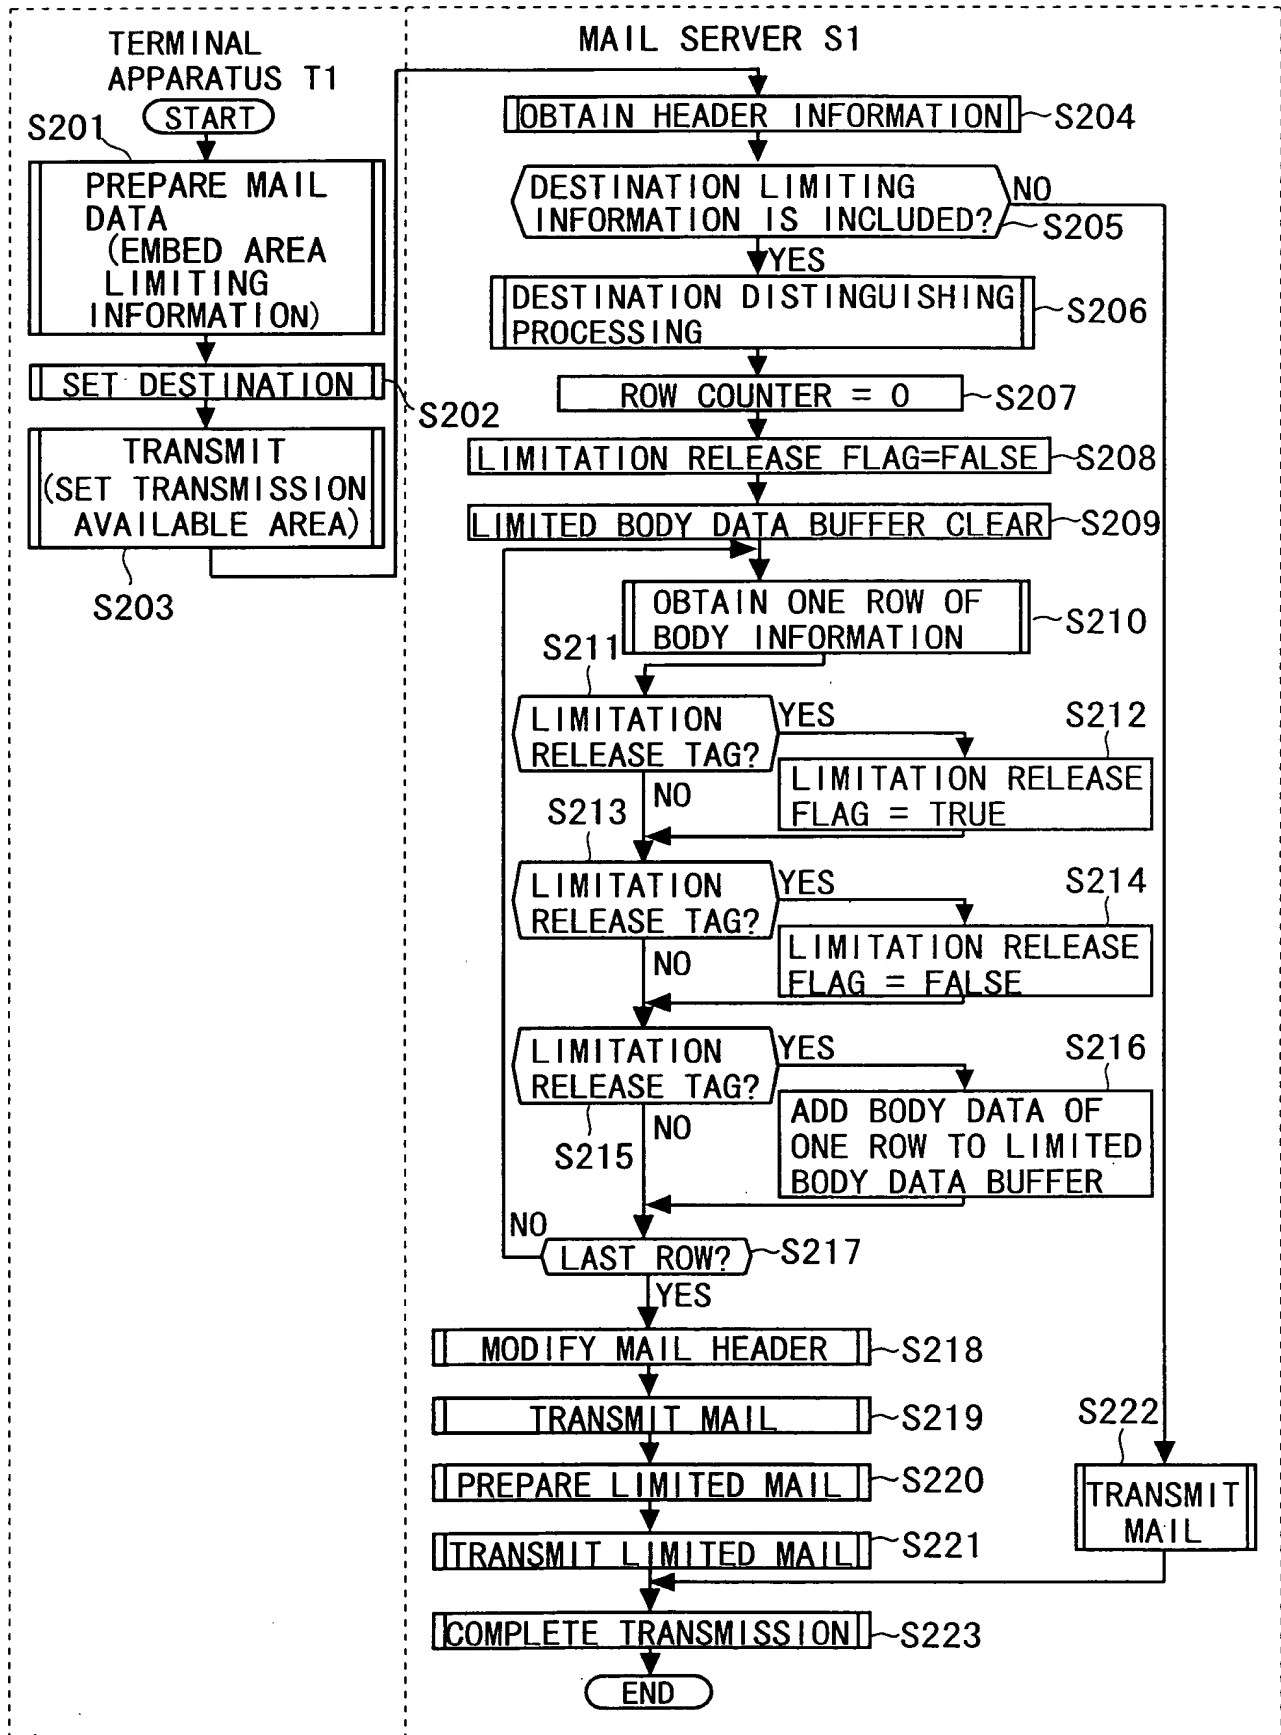 TERMINAL
APPARATUS T1
START
S201
PREPARE MAIL
DATA
(EMBED AREA
LIMITING
INFORMATION)
SET DESTINATION
S202
TRANSMIT
(SET TRANSMISSION
AVAILABLE AREA)
S203
MAIL SERVER S1
OBTAIN HEADER INFORMATION
S204
DESTINATION LIMITING
INFORMATION IS INCLUDED?
NO
S205
YES
DESTINATION DISTINGUISHING
PROCESSING
S206
ROW COUNTER = 0
S207
LIMITATION RELEASE FLAG=FALSE
S208
LIMITED BODY DATA BUFFER CLEAR
S209
OBTAIN ONE ROW OF
BODY INFORMATION
S210
S211
LIMITATION
RELEASE TAG?
YES
S212
LIMITATION RELEASE
FLAG = TRUE
NO
S213
LIMITATION
RELEASE TAG?
YES
S214
LIMITATION RELEASE
FLAG = FALSE
NO
LIMITATION
RELEASE TAG?
YES
S216
ADD BODY DATA OF
ONE ROW TO LIMITED
BODY DATA BUFFER
NO
S215
NO
LAST ROW?
S217
YES
MODIFY MAIL HEADER
S218
TRANSMIT MAIL
S219
PREPARE LIMITED MAIL
S220
TRANSMIT LIMITED MAIL
S221
S222
TRANSMIT
MAIL
COMPLETE TRANSMISSION
S223
END